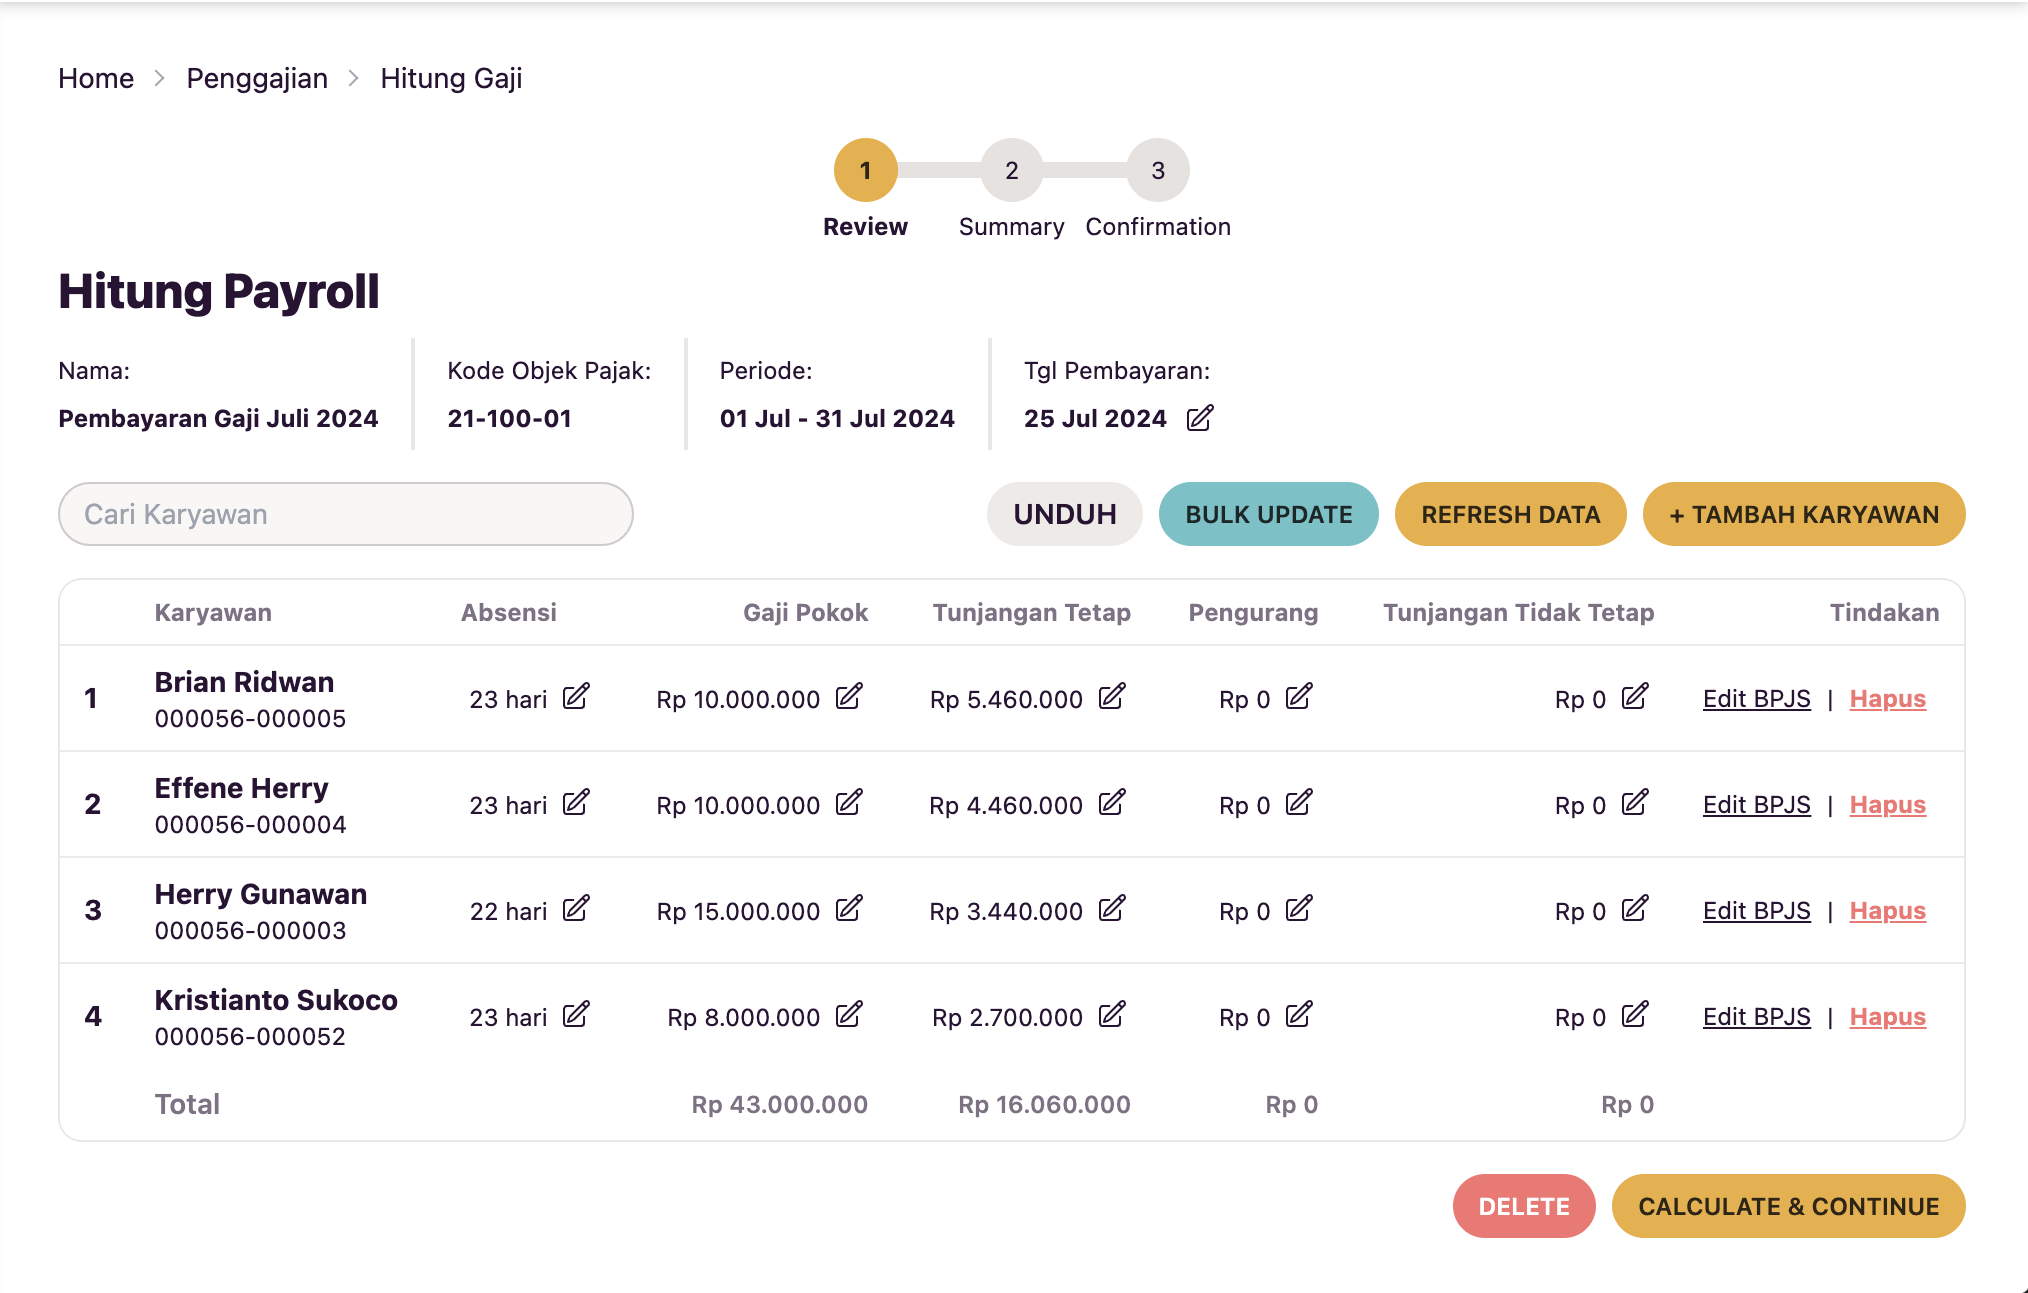 Home > Penggajian > Hitung Gaji
1 2 3
Review Summary Confirmation
Hitung Payroll
Nama: Kode Objek Pajak: Periode: Tgl Pembayaran:
Pembayaran Gaji Juli 2024 21-100-01 01 Jul - 31 Jul 2024 25 Jul 2024
Cari Karyawan UNDUH BULK UPDATE REFRESH DATA + TAMBAH KARYAWAN
Karyawan Absensi Gaji Pokok Tunjangan Tetap Pengurang Tunjangan Tidak Tetap Tindakan
1 Brian Ridwan 23 hari Rp 10.000.000 Rp 5.460.000 Rp 0 Rp 0 Edit BPJS | Hapus
000056-000005
2 Effene Herry 23 hari Rp 10.000.000 Rp 4.460.000 Rp 0 Rp 0 Edit BPJS | Hapus
000056-000004
3 Herry Gunawan 22 hari Rp 15.000.000 Rp 3.440.000 Rp 0 Rp 0 Edit BPJS | Hapus
000056-000003
4 Kristianto Sukoco 23 hari Rp 8.000.000 Rp 2.700.000 Rp 0 Rp 0 Edit BPJS | Hapus
000056-000052
Total Rp 43.000.000 Rp 16.060.000 Rp 0 Rp 0
DELETE CALCULATE & CONTINUE